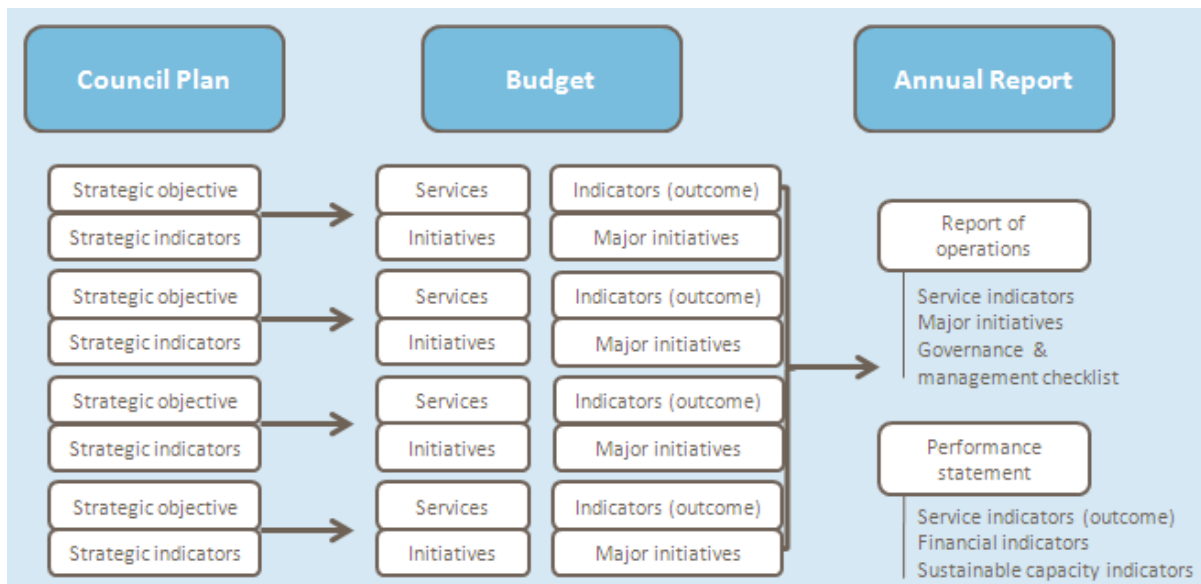 Council Plan
Budget
Annual Report
Strategic objective
Strategic indicators
Services
Initiatives
Indicators (outcome)
Major initiatives
Strategic objective
Strategic indicators
Services
Initiatives
Indicators (outcome)
Major initiatives
Strategic objective
Strategic indicators
Services
Initiatives
Indicators (outcome)
Major initiatives
Strategic objective
Strategic indicators
Services
Initiatives
Indicators (outcome)
Major initiatives
Report of
operations
Service indicators
Major initiatives
Governance &
management checklist
Performance
statement
Service indicators (outcome)
Financial indicators
Sustainable capacity indicators